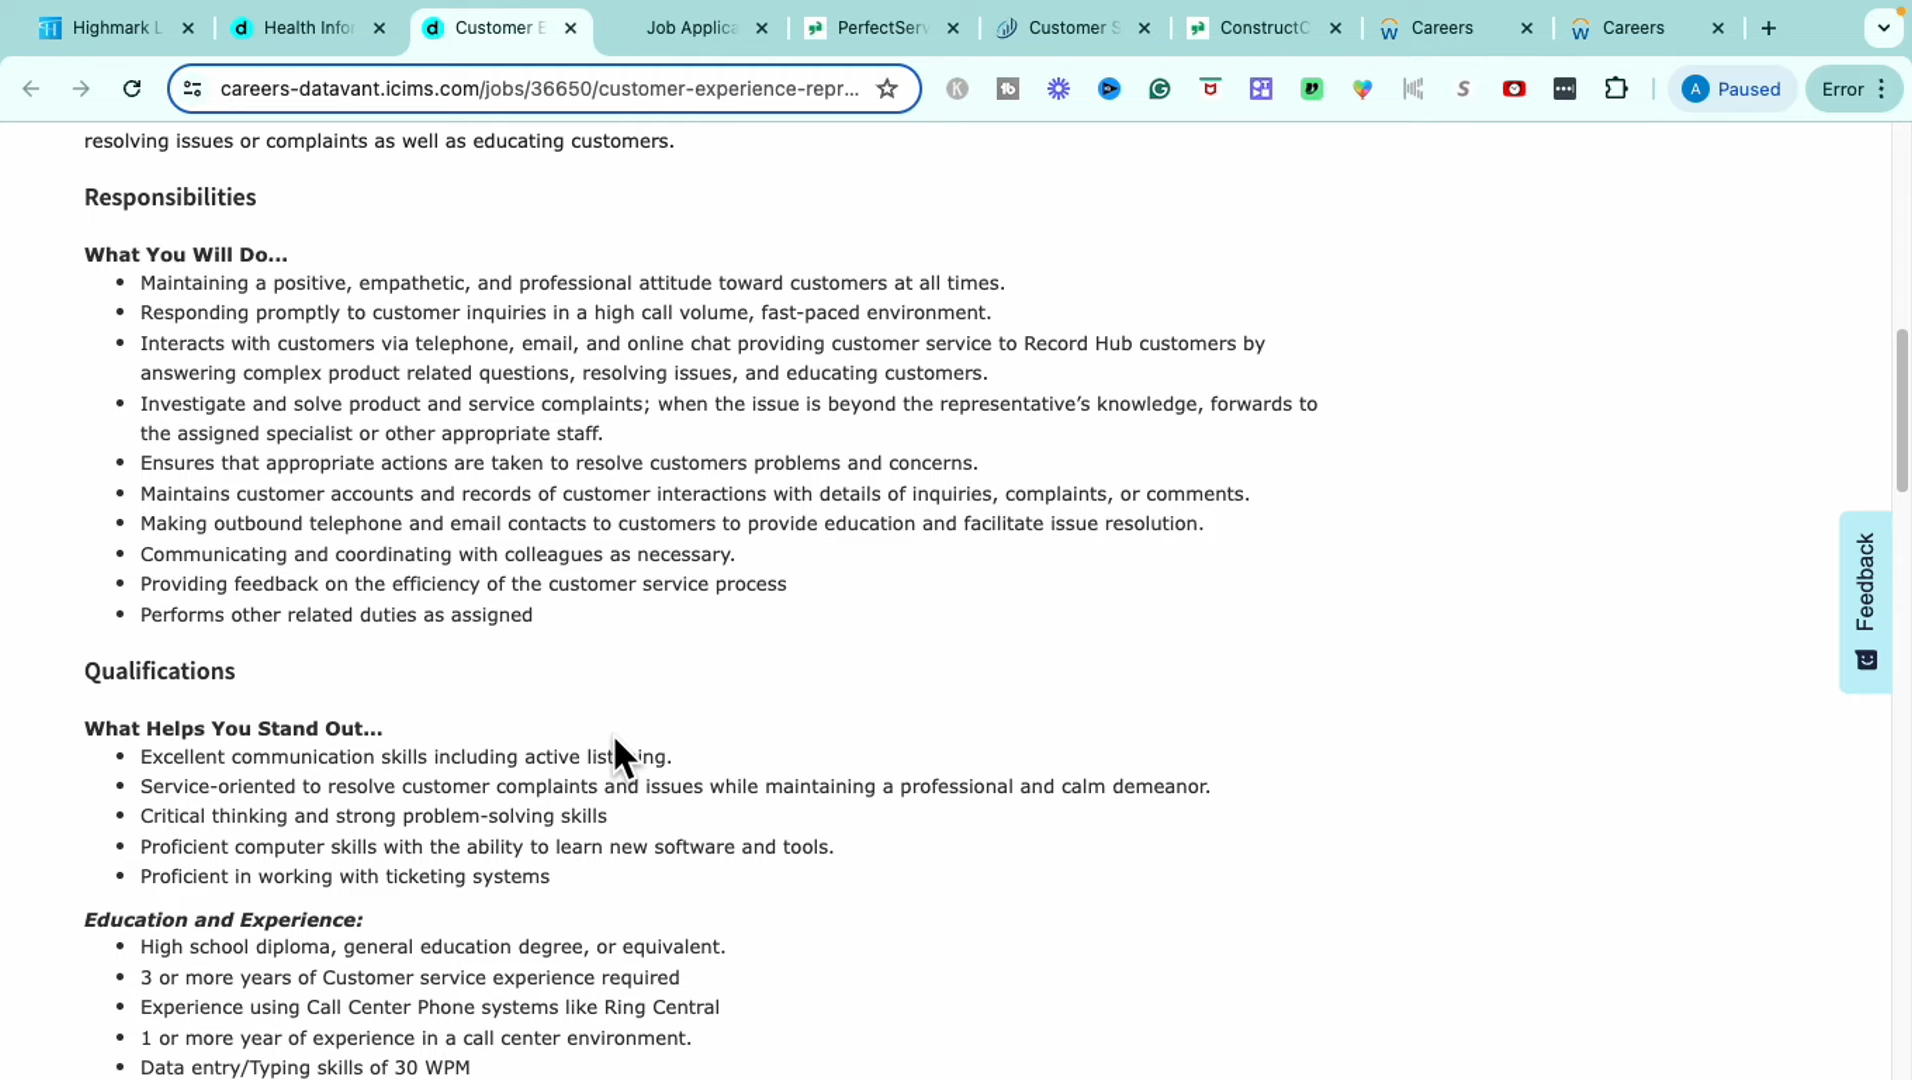 Highmark L
Health Infor
Customer E
Job Applica
PerfectServ
Customer S
ConstructC
Careers
Careers
careers-datavant.icims.com/jobs/36650/customer-experience-repr...
A Paused
Error
resolving issues or complaints as well as educating customers.
Responsibilities
What You Will Do...
• Maintaining a positive, empathetic, and professional attitude toward customers at all times.
• Responding promptly to customer inquiries in a high call volume, fast-paced environment.
• Interacts with customers via telephone, email, and online chat providing customer service to Record Hub customers by
answering complex product related questions, resolving issues, and educating customers.
• Investigate and solve product and service complaints; when the issue is beyond the representative’s knowledge, forwards to
the assigned specialist or other appropriate staff.
• Ensures that appropriate actions are taken to resolve customers problems and concerns.
• Maintains customer accounts and records of customer interactions with details of inquiries, complaints, or comments.
• Making outbound telephone and email contacts to customers to provide education and facilitate issue resolution.
• Communicating and coordinating with colleagues as necessary.
• Providing feedback on the efficiency of the customer service process
• Performs other related duties as assigned
Feedback
Qualifications
What Helps You Stand Out...
• Excellent communication skills including active listening.
• Service-oriented to resolve customer complaints and issues while maintaining a professional and calm demeanor.
• Critical thinking and strong problem-solving skills
• Proficient computer skills with the ability to learn new software and tools.
• Proficient in working with ticketing systems
Education and Experience:
• High school diploma, general education degree, or equivalent.
• 3 or more years of Customer service experience required
• Experience using Call Center Phone systems like Ring Central
• 1 or more year of experience in a call center environment.
• Data entry/Typing skills of 30 WPM